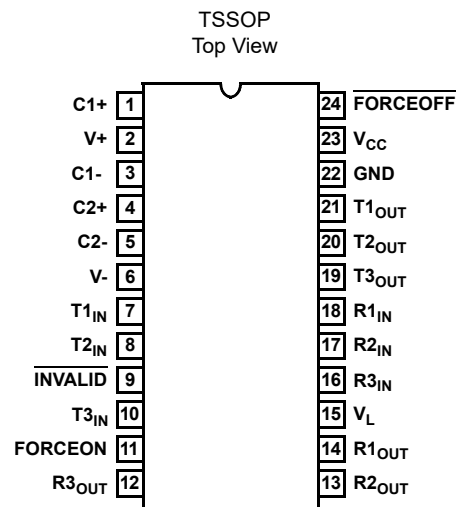 TSSOP
Top View
C1+ 1 24 FORCEOFF
V+ 2 23 VCC
C1- 3 22 GND
C2+ 4 21 T1OUT
C2- 5 20 T2OUT
V- 6 19 T3OUT
T1IN 7 18 R1IN
T2IN 8 17 R2IN
INVALID 9 16 R3IN
T3IN 10 15 VL
FORCEON 11 14 R1OUT
R3OUT 12 13 R2OUT